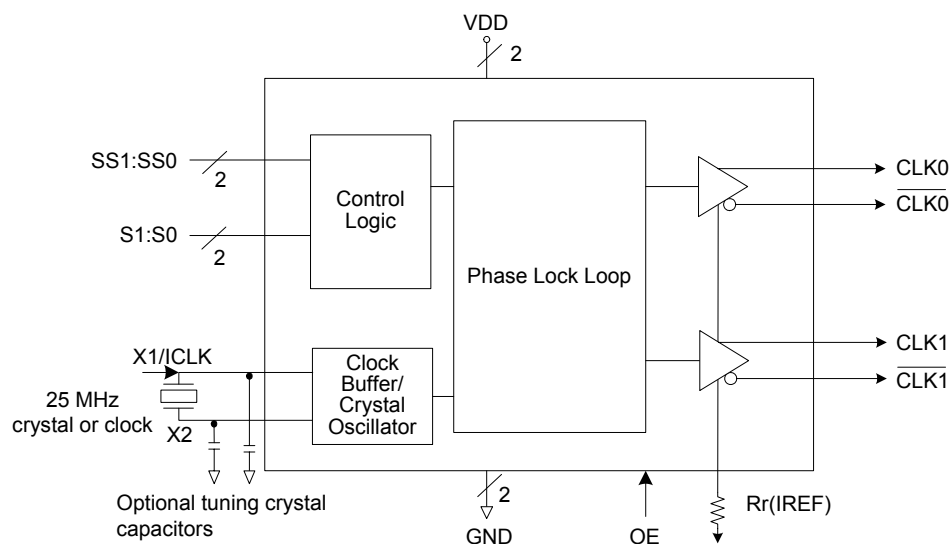 VDD
2
SS1:SS0
2
Control
Logic
S1:S0
2
Phase Lock Loop
CLK0
CLK0
CLK1
CLK1
X1/ICLK
25 MHz
crystal or clock
X2
Clock
Buffer/
Crystal
Oscillator
Optional tuning crystal
capacitors
2
GND
OE
Rr(IREF)